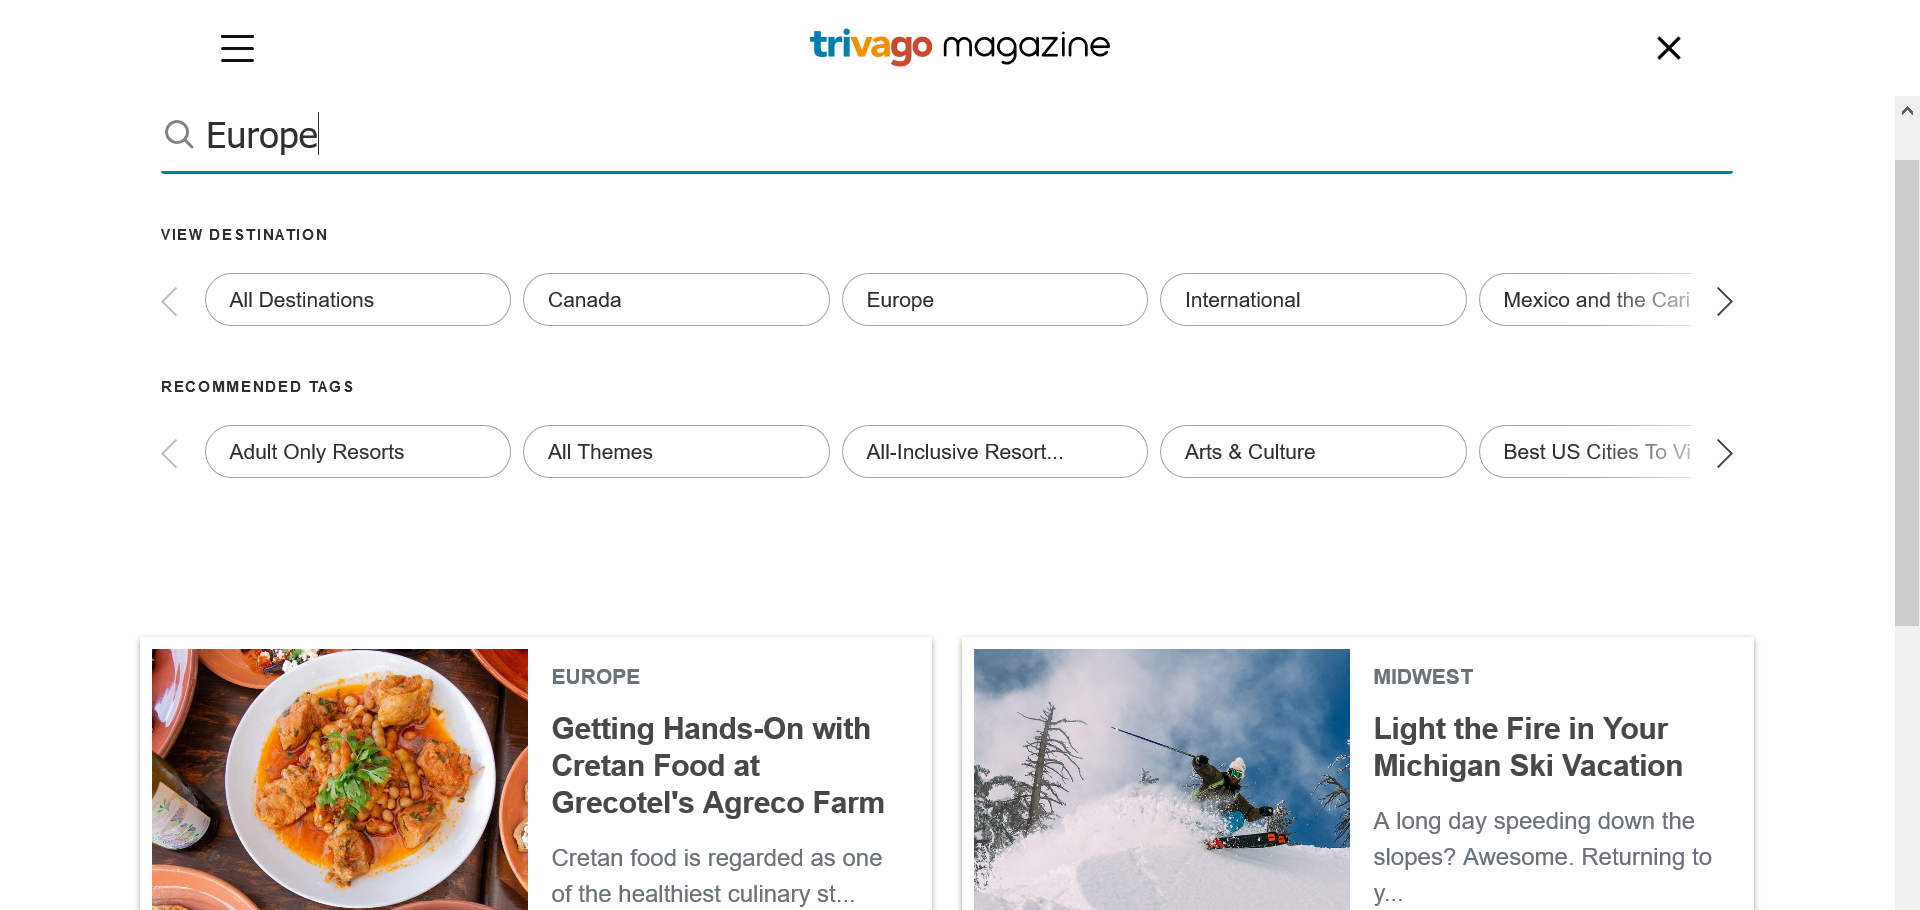 trivago magazine
Europe
VIEW DESTINATION
All Destinations
Canada
Europe
International
Mexico and the Cari
RECOMMENDED TAGS
Adult Only Resorts
All Themes
All-Inclusive Resort...
Arts & Culture
Best US Cities To Vi
EUROPE
Getting Hands-On with
Cretan Food at
Grecotel's Agreco Farm
Cretan food is regarded as one
of the healthiest culinary st...
MIDWEST
Light the Fire in Your
Michigan Ski Vacation
A long day speeding down the
slopes? Awesome. Returning to
y...